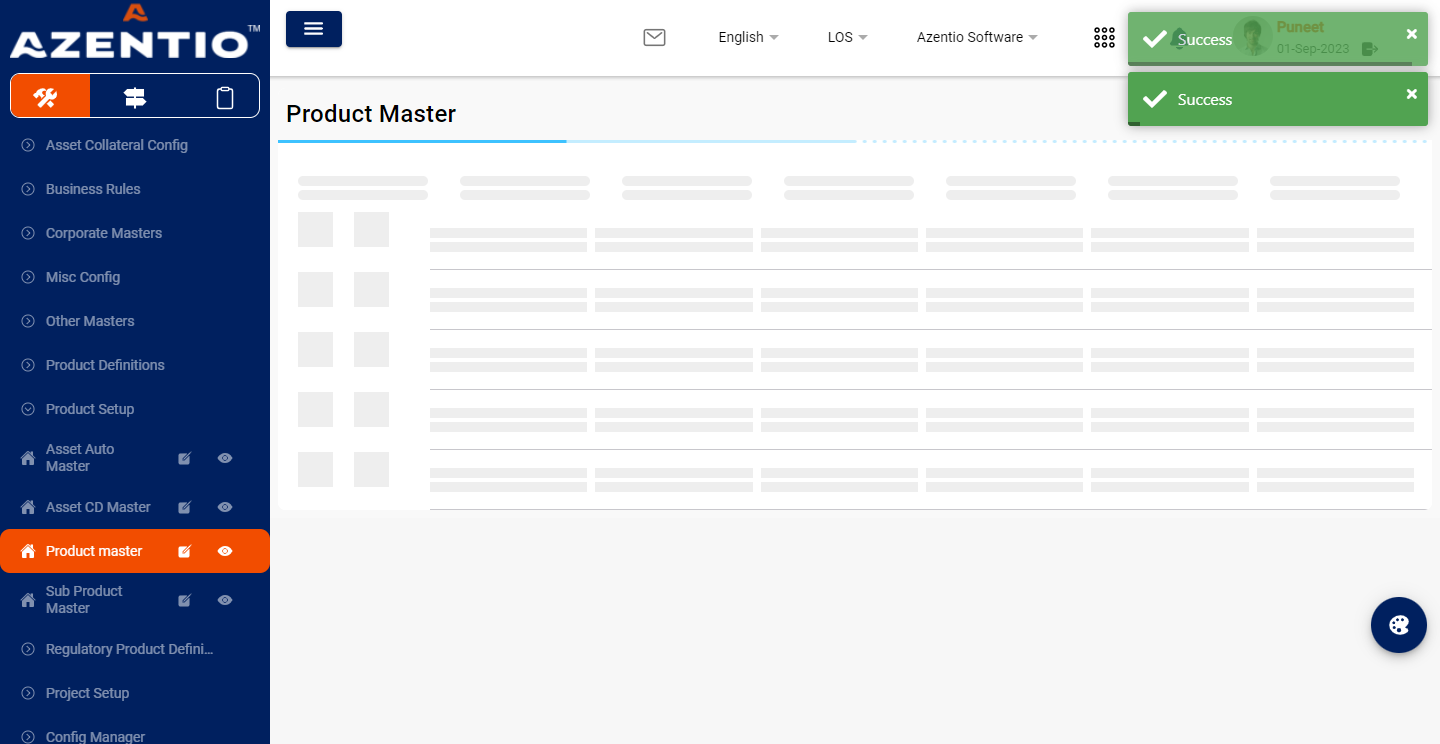 AZENTIO™
English
LOS
Azentio Software
Puneet
01-Sep-2023
Success
Success
Product Master
Asset Collateral Config
Business Rules
Corporate Masters
Misc Config
Other Masters
Product Definitions
Product Setup
Asset Auto
Master
Asset CD Master
Product master
Sub Product
Master
Regulatory Product Defini...
Project Setup
Config Manager